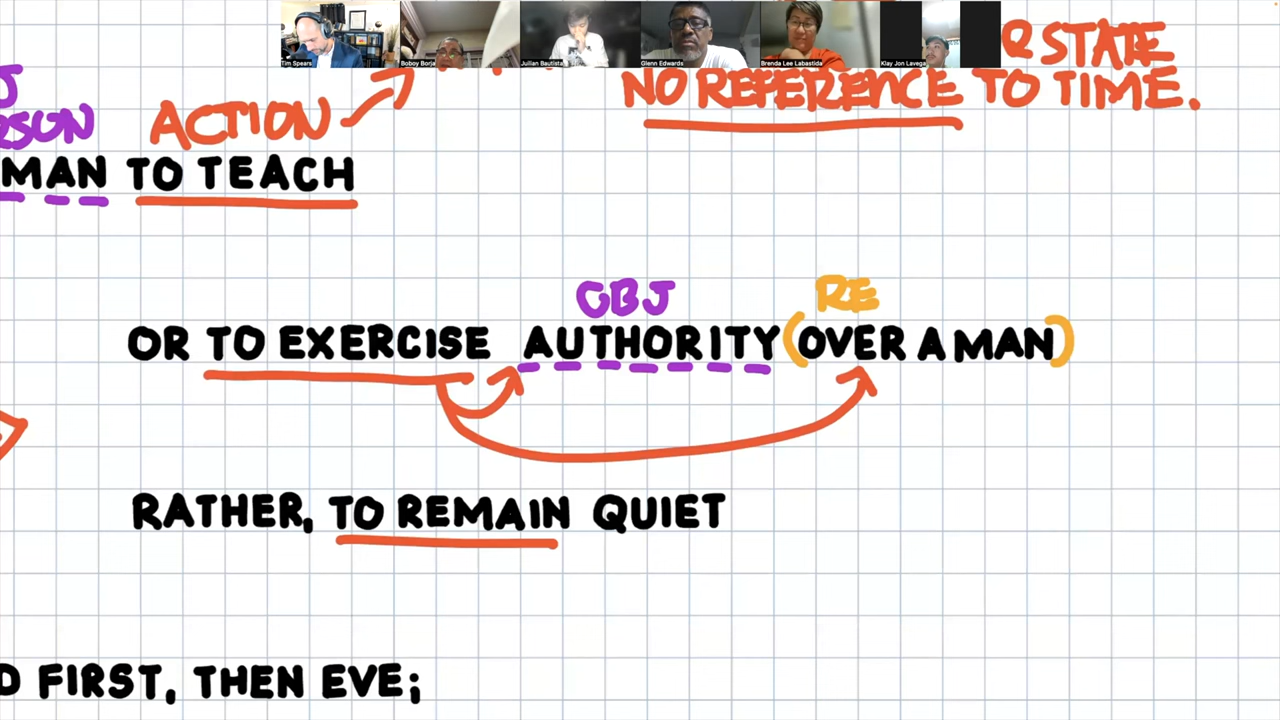 Tim Spears
Boboy Borja
Julian Bautista
Glenn Edwards
Brenda Lee Labastida
Klay Jon Lavega
STATE
NO REFERENCE TO TIME.
ACTION
MAN TO TEACH
OBJ
RE
OR TO EXERCISE AUTHORITY (OVER A MAN)
RATHER, TO REMAIN QUIET
FIRST, THEN EVE;